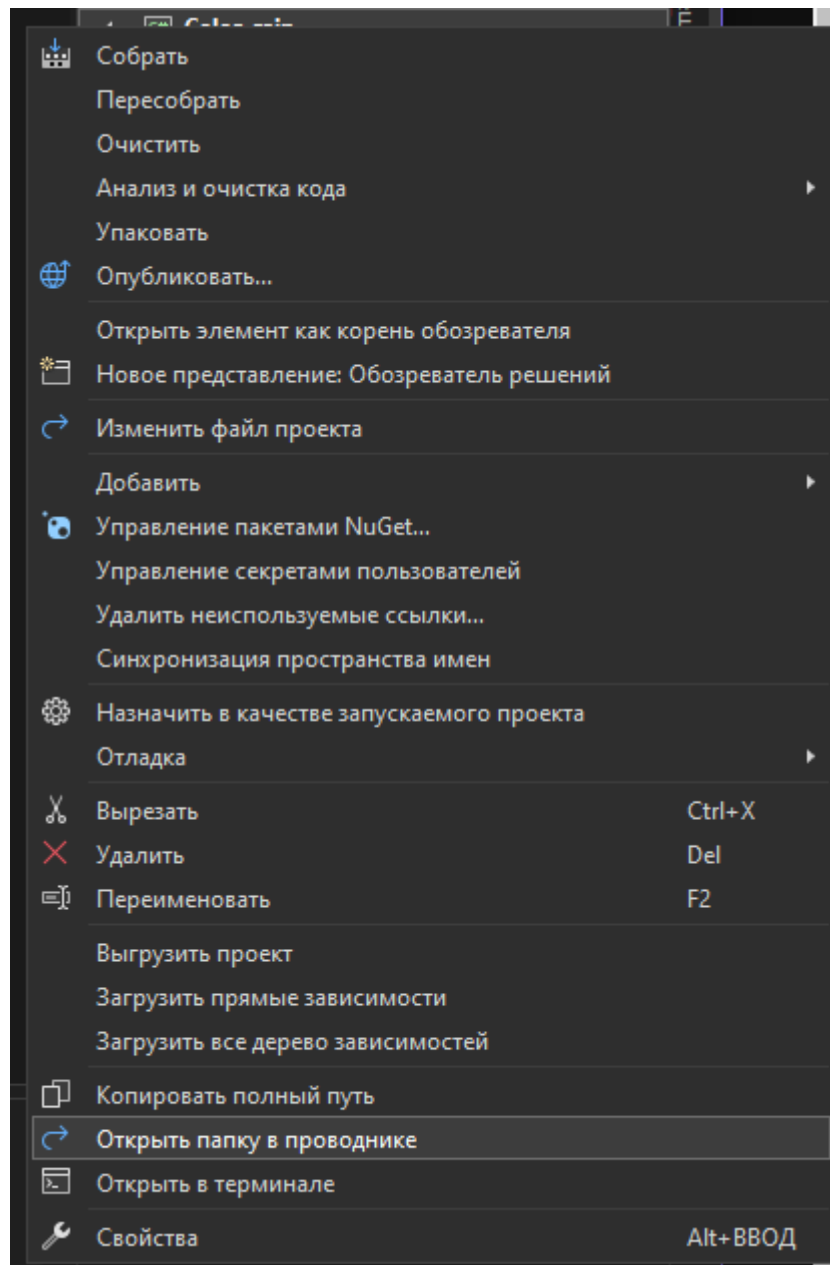 Собрать
Пересобрать
Очистить
Анализ и очистка кода
Упаковать
Опубликовать...
Открыть элемент как корень обозревателя
Новое представление: Обозреватель решений
Изменить файл проекта
Добавить
Управление пакетами NuGet...
Управление секретами пользователей
Удалить неиспользуемые ссылки...
Синхронизация пространства имен
Назначить в качестве запускаемого проекта
Отладка
Вырезать Ctrl+X
Удалить Del
Переименовать F2
Выгрузить проект
Загрузить прямые зависимости
Загрузить все дерево зависимостей
Копировать полный путь
Открыть папку в проводнике
Открыть в терминале
Свойства Alt+ВВОД